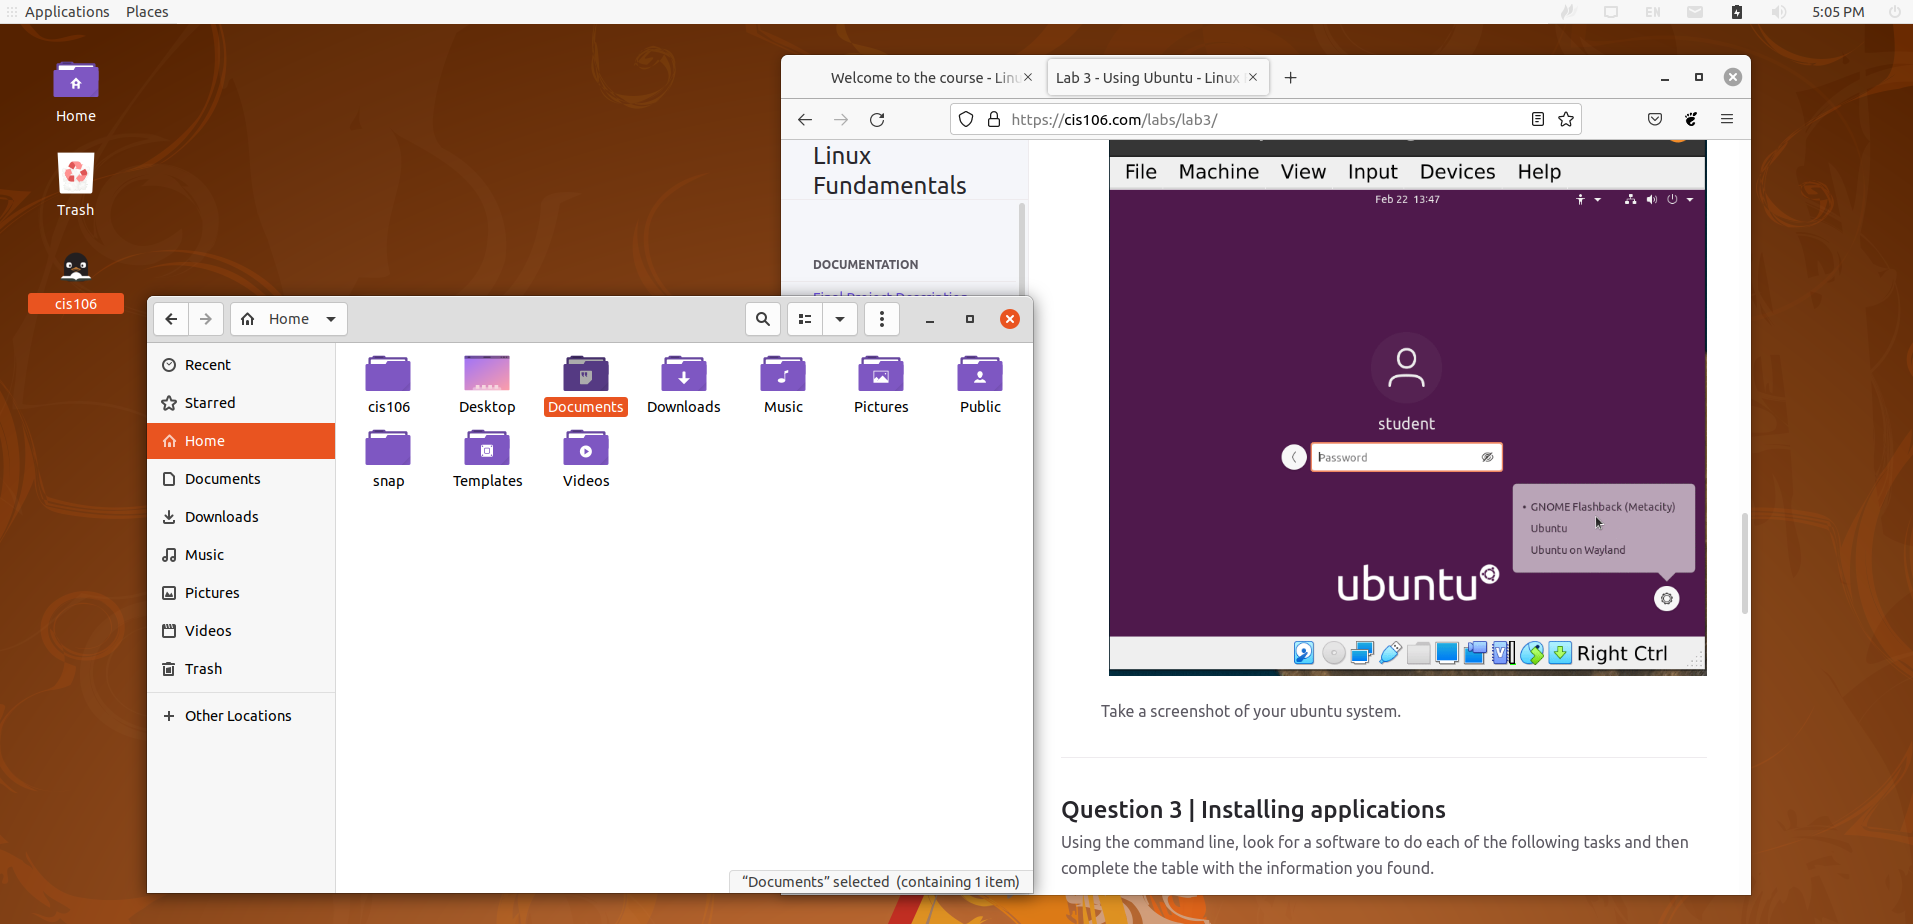 Applications Places
EN
5:05 PM
Home
Trash
cis106
Welcome to the course - Linu
Lab 3 - Using Ubuntu - Linux
https://cis106.com/labs/lab3/
Linux
Fundamentals
DOCUMENTATION
Final Project Description
File Machine View Input Devices Help
Feb 22 13:47
student
Password
GNOME Flashback (Metacity)
Ubuntu
Ubuntu on Wayland
ubuntu
V
Right Ctrl
Take a screenshot of your ubuntu system.
Question 3 | Installing applications
Using the command line, look for a software to do each of the following tasks and then
complete the table with the information you found.
Home
Recent
Starred
Home
Documents
Downloads
Music
Pictures
Videos
Trash
+ Other Locations
cis106 Desktop Documents Downloads Music Pictures Public
snap Templates Videos
“Documents” selected (containing 1 item)